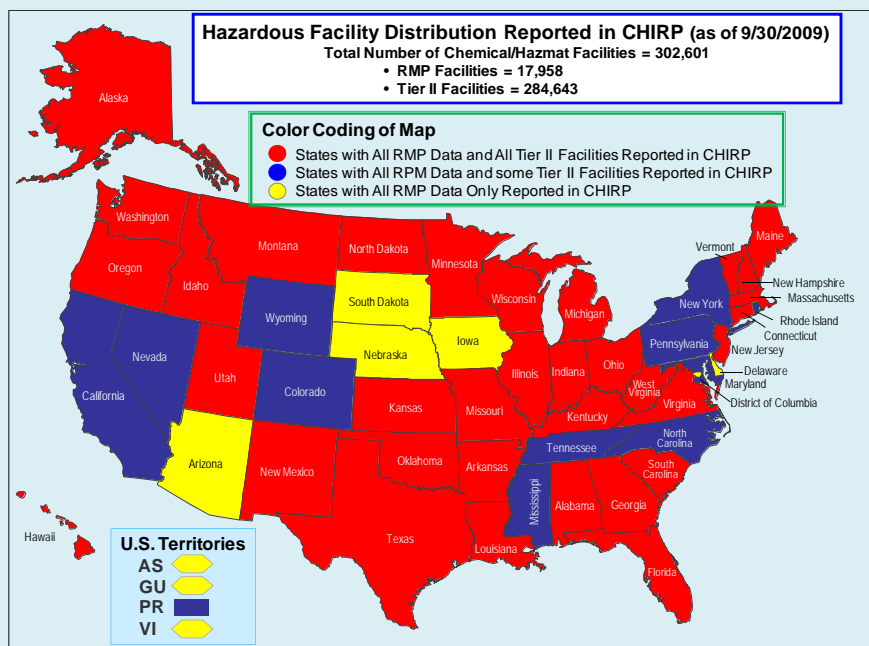 Hazardous Facility Distribution Reported in CHIRP (as of 9/30/2009)
Total Number of Chemical/Hazmat Facilities = 302,601
• RMP Facilities = 17,958
• Tier II Facilities = 284,643
Color Coding of Map
States with All RMP Data and All Tier II Facilities Reported in CHIRP
States with All RPM Data and some Tier II Facilities Reported in CHIRP
States with All RMP Data Only Reported in CHIRP
Alaska
Washington
Oregon
Idaho
Montana
North Dakota
Minnesota
South Dakota
Wyoming
Nebraska
Iowa
Wisconsin
Michigan
Vermont
Maine
New Hampshire
Massachusetts
New York
Rhode Island
Connecticut
Pennsylvania
New Jersey
Delaware
Maryland
District of Columbia
Nevada
California
Utah
Colorado
Kansas
Missouri
Illinois
Indiana
Ohio
West
Virginia
Virginia
Kentucky
Arizona
New Mexico
Oklahoma
Arkansas
Tennessee
North
Carolina
South
Carolina
Mississippi
Alabama
Georgia
Texas
Louisiana
Florida
Hawaii
U.S. Territories
AS
GU
PR
VI